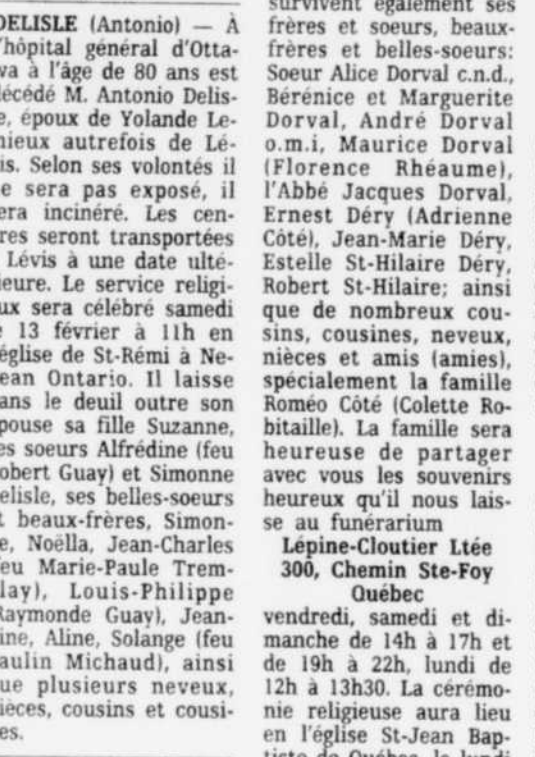 DELISLE (Antonio) — À
l'hôpital général d'Otta-
wa à l'âge de 80 ans est
décédé M. Antonio Delis-
le, époux de Yolande Le-
mieux autrefois de Lé-
vis. Selon ses volontés il
ne sera pas exposé, il
sera incinéré. Les cen-
dres seront transportées
à Lévis à une date ulté-
rieure. Le service religi-
eux sera célébré samedi
le 13 février à 11h en
l'église de St-Rémi à Ne-
pean Ontario. Il laisse
dans le deuil outre son
épouse sa fille Suzanne,
ses soeurs Alfrédine (feu
Robert Guay) et Simonne
Delisle, ses belles-soeurs
et beaux-frères, Simon-
ne, Noëlla, Jean-Charles
(feu Marie-Paule Trem-
blay), Louis-Philippe
(Raymonde Guay), Jean-
nine, Aline, Solange (feu
Paulin Michaud), ainsi
que plusieurs neveux,
nièces, cousins et cousi-
nes.
survivent également ses
frères et soeurs, beaux-
frères et belles-soeurs:
Soeur Alice Dorval c.n.d.,
Bérénice et Marguerite
Dorval, André Dorval
o.m.i, Maurice Dorval
(Florence Rhéaume),
l'Abbé Jacques Dorval,
Ernest Déry (Adrienne
Côté), Jean-Marie Déry,
Estelle St-Hilaire Déry,
Robert St-Hilaire; ainsi
que de nombreux cou-
sins, cousines, neveux,
nièces et amis (amies),
spécialement la famille
Roméo Côté (Colette Ro-
bitaille). La famille sera
heureuse de partager
avec vous les souvenirs
heureux qu'il nous lais-
se au funérarium
Lépine-Cloutier Ltée
300, Chemin Ste-Foy
Québec
vendredi, samedi et di-
manche de 14h à 17h et
de 19h à 22h, lundi de
12h à 13h30. La cérémo-
nie religieuse aura lieu
en l'église St-Jean Bap-
tiste de Québec, le lundi